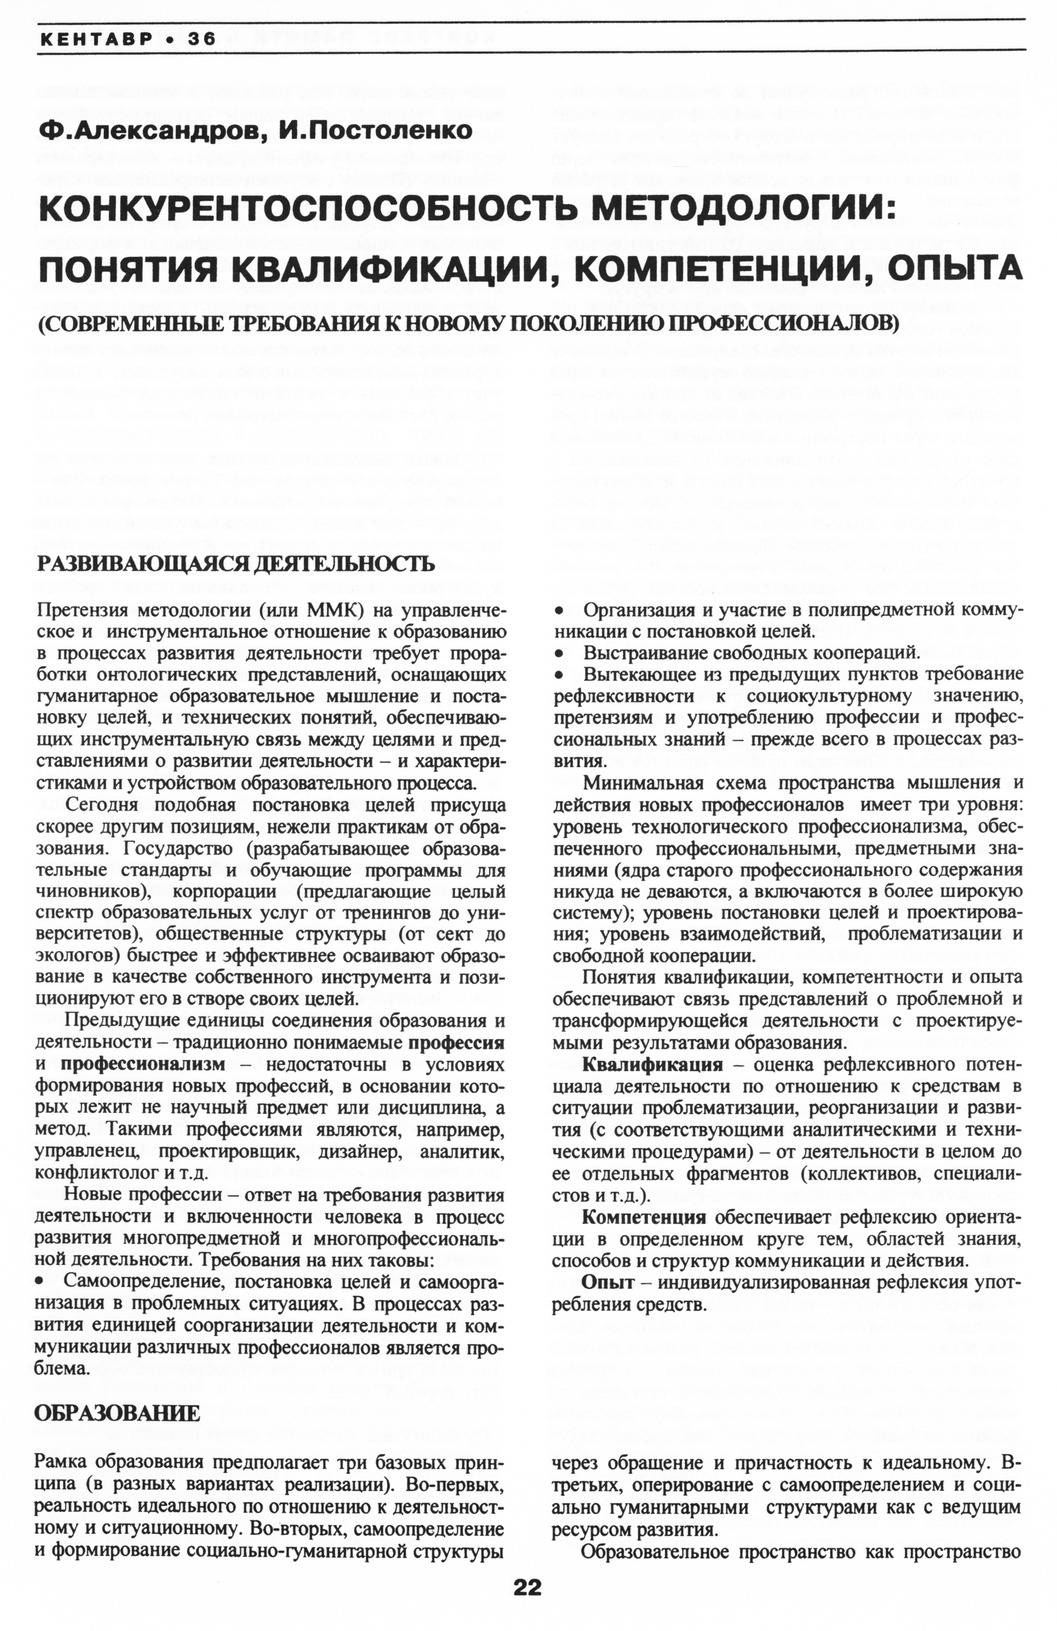 КЕНТАВР • 36
Ф.Александров, И.Постоленко
КОНКУРЕНТОСПОСОБНОСТЬ МЕТОДОЛОГИИ:
ПОНЯТИЯ КВАЛИФИКАЦИИ, КОМПЕТЕНЦИИ, ОПЫТА
(СОВРЕМЕННЫЕ ТРЕБОВАНИЯ К НОВОМУ ПОКОЛЕНИЮ ПРОФЕССИОНАЛОВ)
РАЗВИВАЮЩАЯСЯ ДЕЯТЕЛЬНОСТЬ
Претензия методологии (или ММК) на управленче-
ское и инструментальное отношение к образованию
в процессах развития деятельности требует прора-
ботки онтологических представлений, оснащающих
гуманитарное образовательное мышление и поста-
новку целей, и технических понятий, обеспечиваю-
щих инструментальную связь между целями и пред-
ставлениями о развитии деятельности – и характери-
стиками и устройством образовательного процесса.
Сегодня подобная постановка целей присуща
скорее другим позициям, нежели практикам от обра-
зования. Государство (разрабатывающее образова-
тельные стандарты и обучающие программы для
чиновников), корпорации (предлагающие целый
спектр образовательных услуг от тренингов до уни-
верситетов), общественные структуры (от сект до
экологов) быстрее и эффективнее осваивают образо-
вание в качестве собственного инструмента и пози-
ционируют его в створе своих целей.
Предыдущие единицы соединения образования и
деятельности – традиционно понимаемые профессия
и профессионализм – недостаточны в условиях
формирования новых профессий, в основании кото-
рых лежит не научный предмет или дисциплина, а
метод. Такими профессиями являются, например,
управленец, проектировщик, дизайнер, аналитик,
конфликтолог и т.д.
Новые профессии – ответ на требования развития
деятельности и включенности человека в процесс
развития многопредметной и многопрофессиональ-
ной деятельности. Требования на них таковы:
• Самоопределение, постановка целей и самоорга-
низация в проблемных ситуациях. В процессах раз-
вития единицей соорганизации деятельности и ком-
муникации различных профессионалов является про-
блема.
• Организация и участие в полипредметной комму-
никации с постановкой целей.
• Выстраивание свободных коопераций.
• Вытекающее из предыдущих пунктов требование
рефлексивности к социокультурному значению,
претензиям и употреблению профессии и профес-
сиональных знаний – прежде всего в процессах раз-
вития.
Минимальная схема пространства мышления и
действия новых профессионалов имеет три уровня:
уровень технологического профессионализма, обес-
печенного профессиональными, предметными зна-
ниями (ядра старого профессионального содержания
никуда не деваются, а включаются в более широкую
систему); уровень постановки целей и проектирова-
ния; уровень взаимодействий, проблематизации и
свободной кооперации.
Понятия квалификации, компетентности и опыта
обеспечивают связь представлений о проблемной и
трансформирующейся деятельности с проектируе-
мыми результатами образования.
Квалификация – оценка рефлексивного потен-
циала деятельности по отношению к средствам в
ситуации проблематизации, реорганизации и разви-
тия (с соответствующими аналитическими и техни-
ческими процедурами) – от деятельности в целом до
ее отдельных фрагментов (коллективов, специали-
стов и т.д.).
Компетенция обеспечивает рефлексию ориента-
ции в определенном круге тем, областей знания,
способов и структур коммуникации и действия.
Опыт – индивидуализированная рефлексия упот-
ребления средств.
ОБРАЗОВАНИЕ
Рамка образования предполагает три базовых прин-
ципа (в разных вариантах реализации). Во-первых,
реальность идеального по отношению к деятельност-
ному и ситуационному. Во-вторых, самоопределение
и формирование социально-гуманитарной структуры
через обращение и причастность к идеальному. В-
третьих, оперирование с самоопределением и соци-
ально гуманитарными структурами как с ведущим
ресурсом развития.
Образовательное пространство как пространство
22